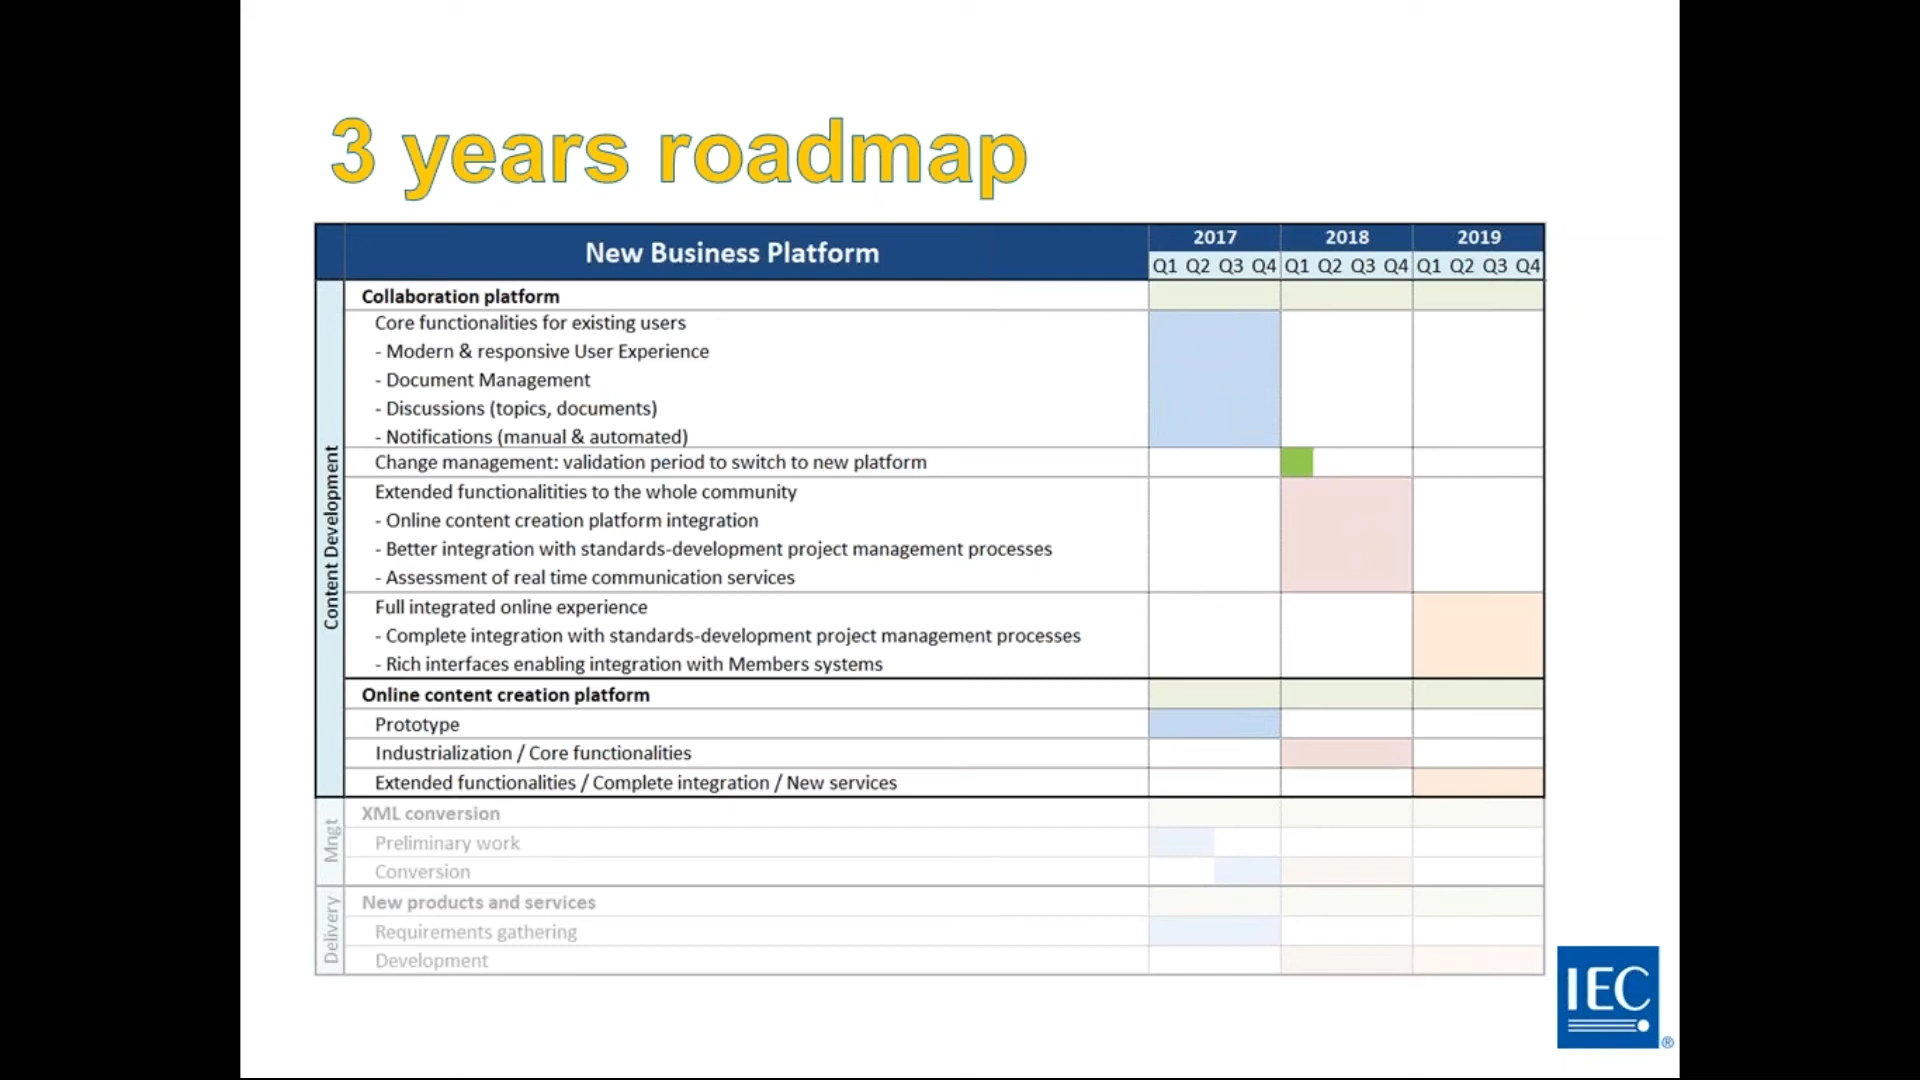 3 years roadmap
New Business Platform
2017 2018 2019
Q1 Q2 Q3 Q4 Q1 Q2 Q3 Q4 Q1 Q2 Q3 Q4
Content Development
Collaboration platform
Core functionalities for existing users
- Modern & responsive User Experience
- Document Management
- Discussions (topics, documents)
- Notifications (manual & automated)
Change management: validation period to switch to new platform
Extended functionalitities to the whole community
- Online content creation platform integration
- Better integration with standards-development project management processes
- Assessment of real time communication services
Full integrated online experience
- Complete integration with standards-development project management processes
- Rich interfaces enabling integration with Members systems
Online content creation platform
Prototype
Industrialization / Core functionalities
Extended functionalities / Complete integration / New services
Mngt
XML conversion
Preliminary work
Conversion
Delivery
New products and services
Requirements gathering
Development
IEC
®